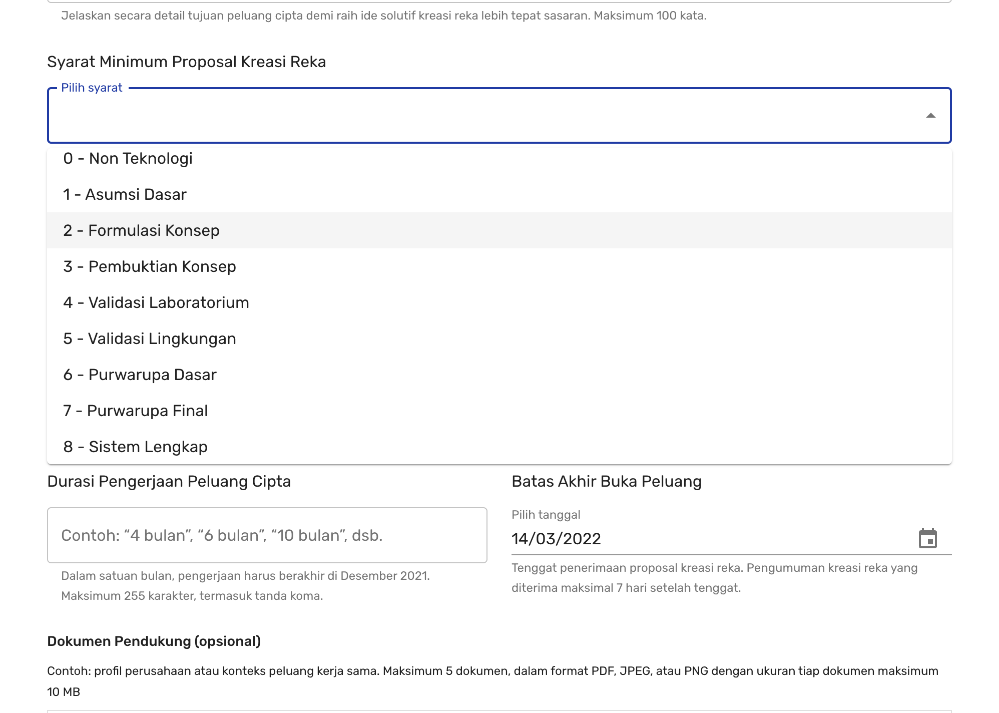 Jelaskan secara detail tujuan peluang cipta demi raih ide solutif kreasi reka lebih tepat sasaran. Maksimum 100 kata.
Syarat Minimum Proposal Kreasi Reka
Pilih syarat
0 - Non Teknologi
1 - Asumsi Dasar
2 - Formulasi Konsep
3 - Pembuktian Konsep
4 - Validasi Laboratorium
5 - Validasi Lingkungan
6 - Purwarupa Dasar
7 - Purwarupa Final
8 - Sistem Lengkap
Durasi Pengerjaan Peluang Cipta
Contoh: “4 bulan”, “6 bulan”, “10 bulan”, dsb.
Dalam satuan bulan, pengerjaan harus berakhir di Desember 2021.
Maksimum 255 karakter, termasuk tanda koma.
Batas Akhir Buka Peluang
Pilih tanggal
14/03/2022
Tenggat penerimaan proposal kreasi reka. Pengumuman kreasi reka yang
diterima maksimal 7 hari setelah tenggat.
Dokumen Pendukung (opsional)
Contoh: profil perusahaan atau konteks peluang kerja sama. Maksimum 5 dokumen, dalam format PDF, JPEG, atau PNG dengan ukuran tiap dokumen maksimum
10 MB